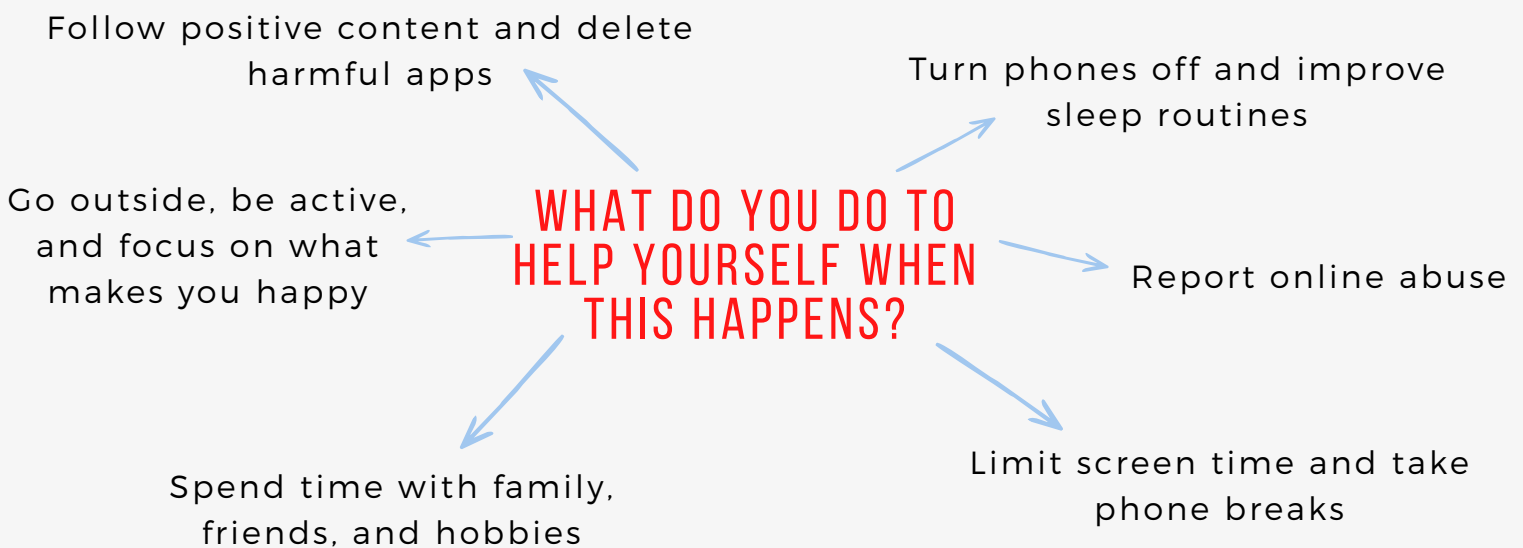 Follow positive content and delete
harmful apps
Turn phones off and improve
sleep routines
Go outside, be active,
and focus on what
makes you happy
WHAT DO YOU DO TO
HELP YOURSELF WHEN
THIS HAPPENS?
Report online abuse
Spend time with family,
friends, and hobbies
Limit screen time and take
phone breaks